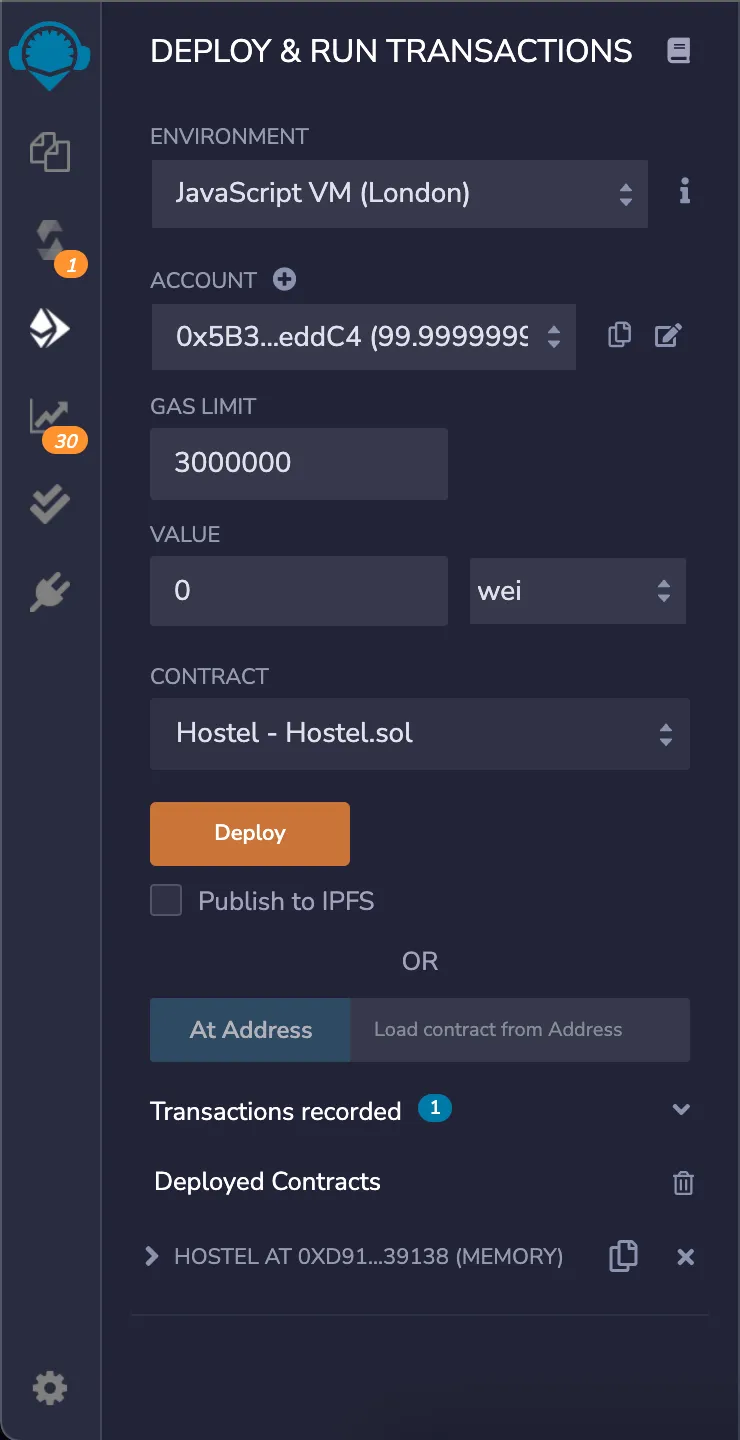 DEPLOY & RUN TRANSACTIONS
ENVIRONMENT
JavaScript VM (London)
1
ACCOUNT
0x5B3...eddC4 (99.9999999
GAS LIMIT
30
3000000
VALUE
0 wei
CONTRACT
Hostel - Hostel.sol
Deploy
Publish to IPFS
OR
At Address Load contract from Address
Transactions recorded 1
Deployed Contracts
HOSTEL AT 0XD91...39138 (MEMORY)